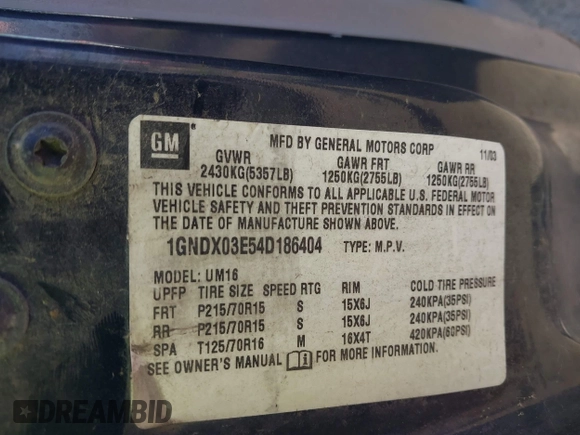 GM
MFD BY GENERAL MOTORS CORP 11/03
GVWR GAWR FRT GAWR RR
2430KG(5357LB) 1250KG(2755LB) 1250KG(2755LB)
THIS VEHICLE CONFORMS TO ALL APPLICABLE U.S. FEDERAL MOTOR
VEHICLE SAFETY AND THEFT PREVENTION STANDARDS IN EFFECT ON
THE DATE OF MANUFACTURE SHOWN ABOVE.
1GNDX03E54D186404 TYPE: M.P.V.
MODEL: UM16
UPFP TIRE SIZE SPEED RTG RIM COLD TIRE PRESSURE
FRT P215/70R15 S 15X6J 240KPA(35PSI)
RR P215/70R15 S 15X6J 240KPA(35PSI)
SPA T125/70R16 M 16X4T 420KPA(60PSI)
SEE OWNER'S MANUAL FOR MORE INFORMATION.
DREAMBID